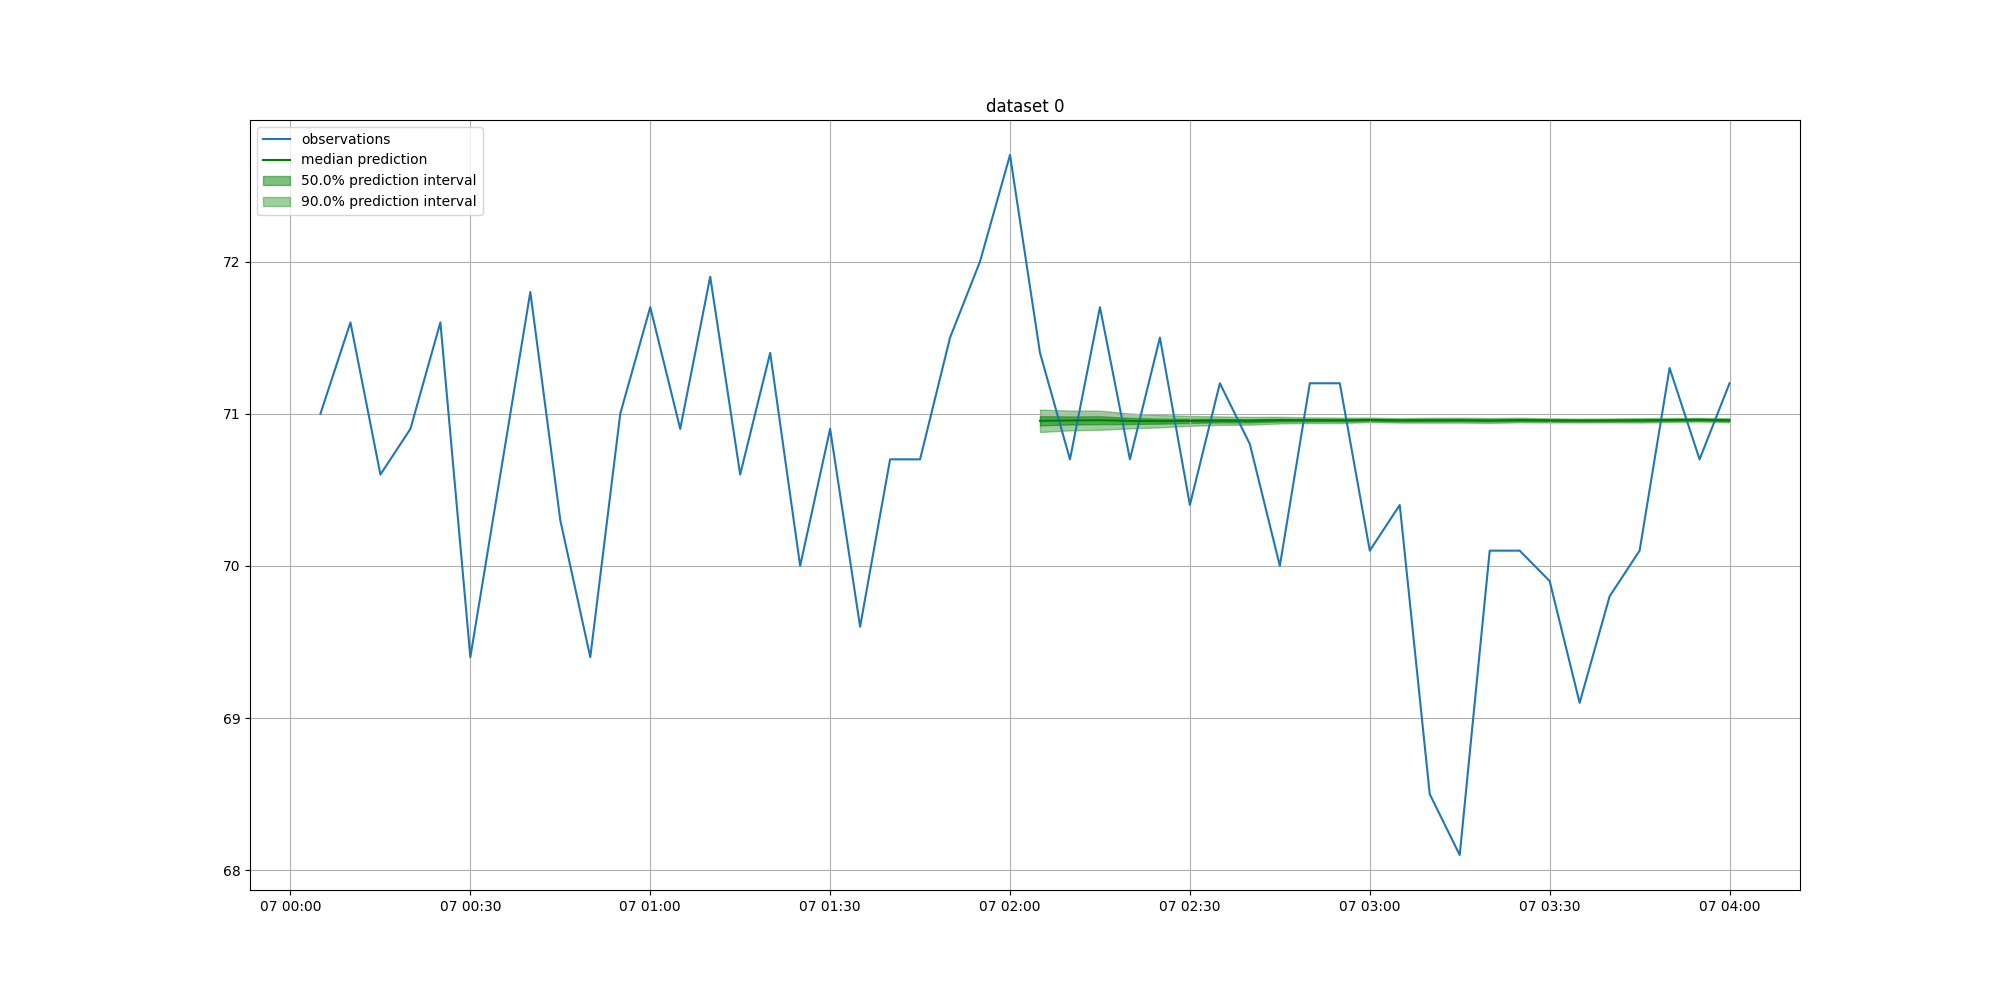 dataset 0
observations
median prediction
50.0% prediction interval
90.0% prediction interval
72
71
70
69
68
07 00:00 07 00:30 07 01:00 07 01:30 07 02:00 07 02:30 07 03:00 07 03:30 07 04:00